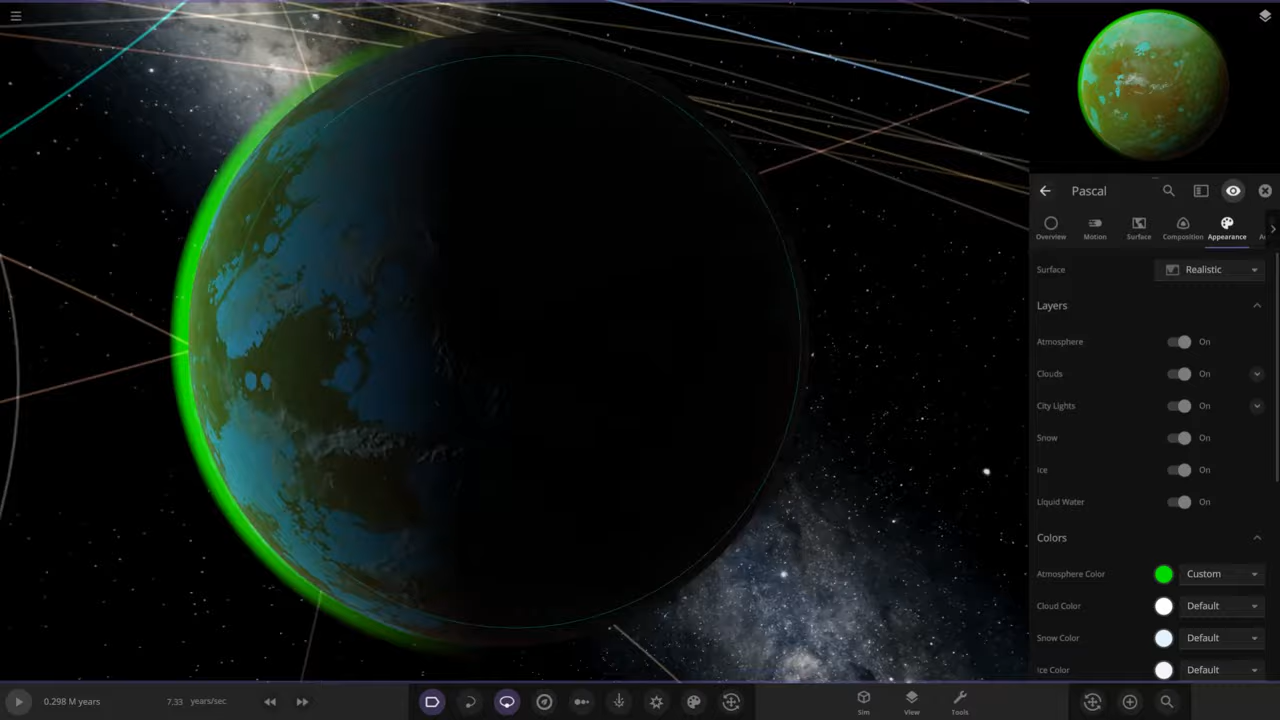 Pascal
Overview Motion Surface Composition Appearance A
Surface Realistic
Layers
Atmosphere On
Clouds On
City Lights On
Snow On
Ice On
Liquid Water On
Colors
Atmosphere Color Custom
Cloud Color Default
Snow Color Default
Ice Color Default
0.298 M years 7.33 years/sec Sim View Tools